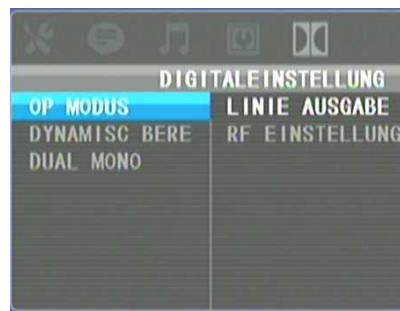 DIGITALEINSTELLUNG
OP MODUS
LINIE AUSGABE
DYNAMISC BERE
RF EINSTELLUNG
DUAL MONO